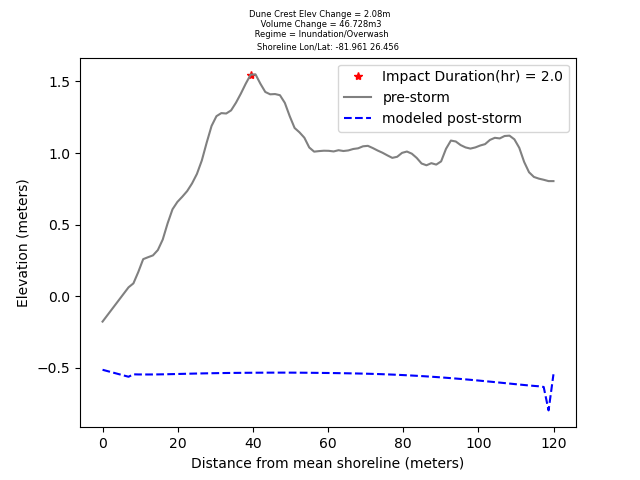 Dune Crest Elev Change = 2.08m
Volume Change = 46.728m3
Regime = Inundation/Overwash
Shoreline Lon/Lat: -81.961 26.456
Impact Duration(hr) = 2.0
pre-storm
modeled post-storm
1.5
1.0
0.5
0.0
−0.5
Elevation (meters)
0 20 40 60 80 100 120
Distance from mean shoreline (meters)